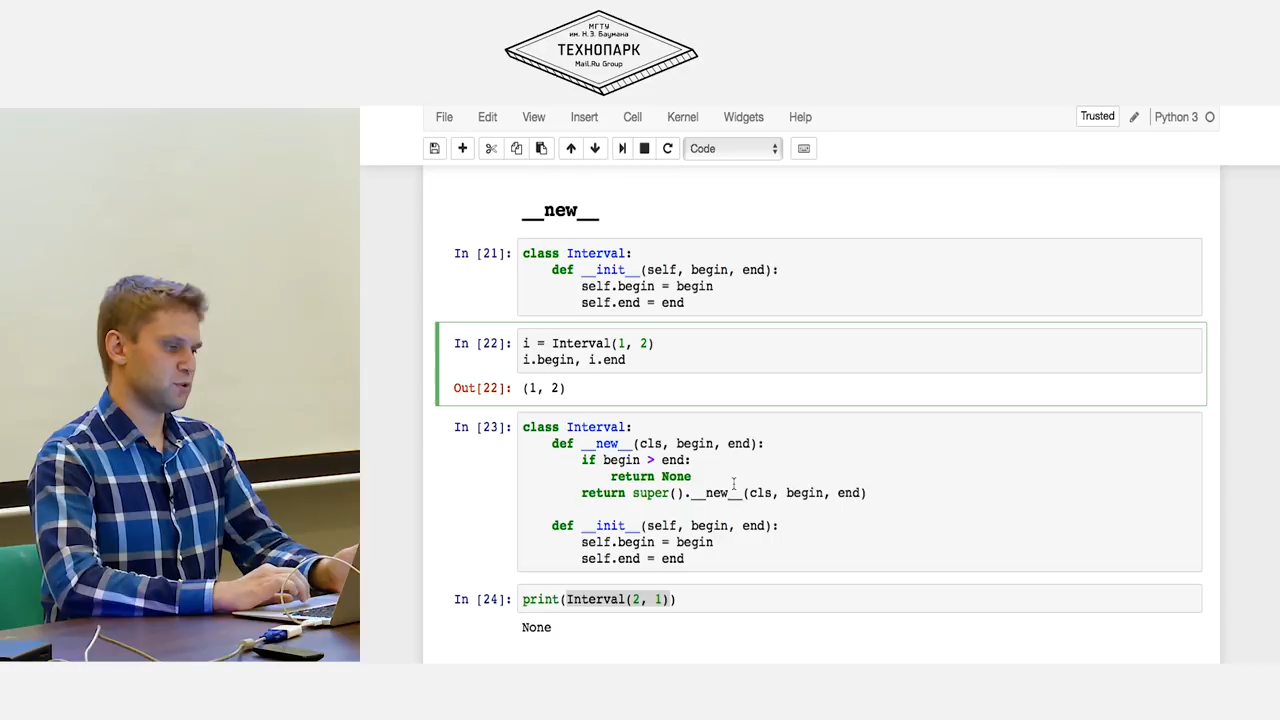 МГТУ
им. Н.Э. Баумана
ТЕХНОПАРК
Mail.Ru Group
File Edit View Insert Cell Kernel Widgets Help Trusted Python 3
Code
__new__
In [21]: class Interval:
def __init__(self, begin, end):
self.begin = begin
self.end = end
In [22]: i = Interval(1, 2)
i.begin, i.end
Out[22]: (1, 2)
In [23]: class Interval:
def __new__(cls, begin, end):
if begin > end:
return None
return super().__new__(cls, begin, end)
def __init__(self, begin, end):
self.begin = begin
self.end = end
In [24]: print(Interval(2, 1))
None